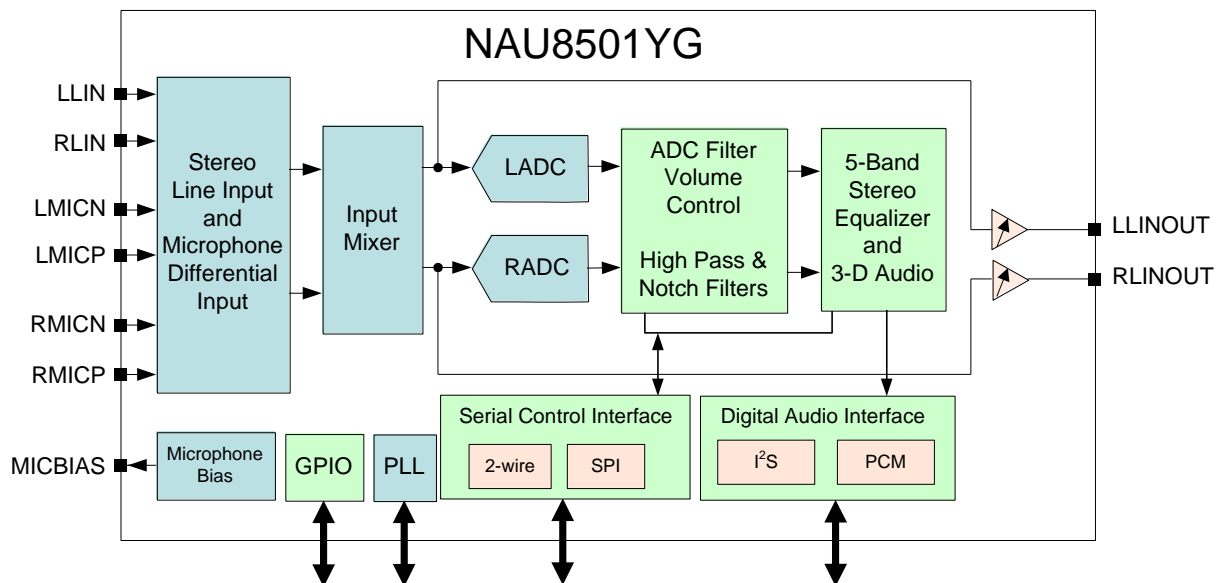 NAU8501YG
LLIN
RLIN
LMICN
LMICP
RMICN
RMICP
MICBIAS
Stereo
Line Input
and
Microphone
Differential
Input
Input
Mixer
LADC
RADC
ADC Filter
Volume
Control
High Pass &
Notch Filters
5-Band
Stereo
Equalizer
and
3-D Audio
LLINOUT
RLINOUT
Microphone
Bias
GPIO
PLL
Serial Control Interface
2-wire
SPI
Digital Audio Interface
I²S
PCM